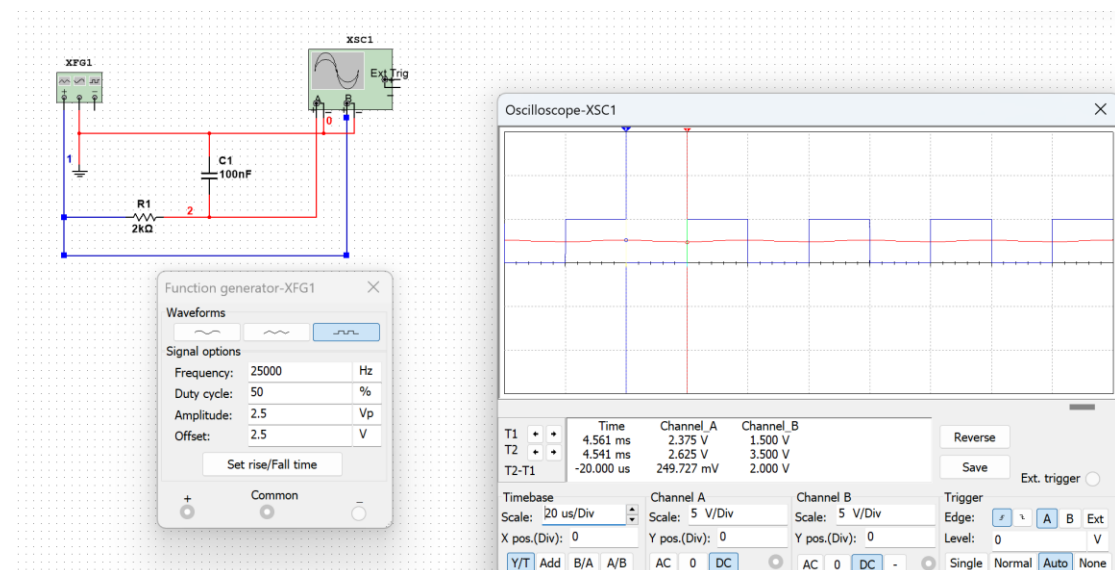 XSC1
XFG1
Ext Trig
A B
+ - + -
0
1
C1
100nF
R1
2
2kΩ
Function generator-XFG1
Waveforms
Signal options
Frequency: 25000 Hz
Duty cycle: 50 %
Amplitude: 2.5 Vp
Offset: 2.5 V
Set rise/Fall time
+ Common -
Oscilloscope-XSC1
Time Channel_A Channel_B
T1 4.561 ms 2.375 V 1.500 V
T2 4.541 ms 2.625 V 3.500 V
T2-T1 -20.000 us 249.727 mV 2.000 V
Reverse
Save
Ext. trigger
Timebase Channel A Channel B Trigger
Scale: 20 us/Div Scale: 5 V/Div Scale: 5 V/Div Edge: A B Ext
X pos.(Div): 0 Y pos.(Div): 0 Y pos.(Div): 0 Level: 0 V
Y/T Add B/A A/B AC 0 DC AC 0 DC - Single Normal Auto None